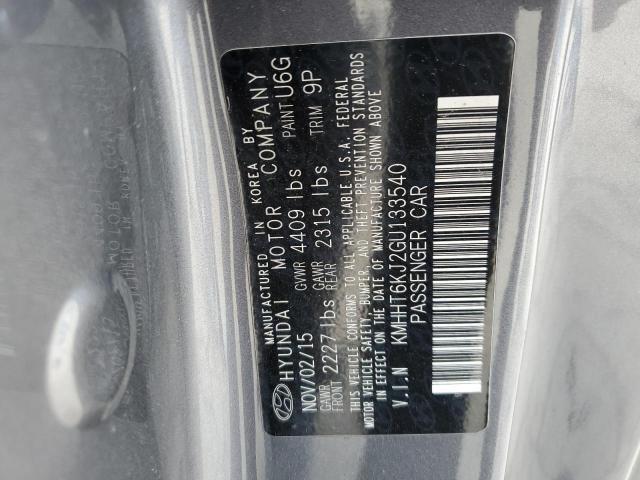 MANUFACTURED IN KOREA BY
HYUNDAI MOTOR COMPANY
NOV/02/15 GVWR 4409 lbs PAINT U6G
GAWR FRONT 2227 lbs GAWR REAR 2315 lbs TRIM 9P
THIS VEHICLE CONFORMS TO ALL APPLICABLE U.S.A. FEDERAL
MOTOR VEHICLE SAFETY, BUMPER, AND THEFT PREVENTION STANDARDS
IN EFFECT ON THE DATE OF MANUFACTURE SHOWN ABOVE
V.I.N KMHHT6KJ2GU133540
PASSENGER CAR